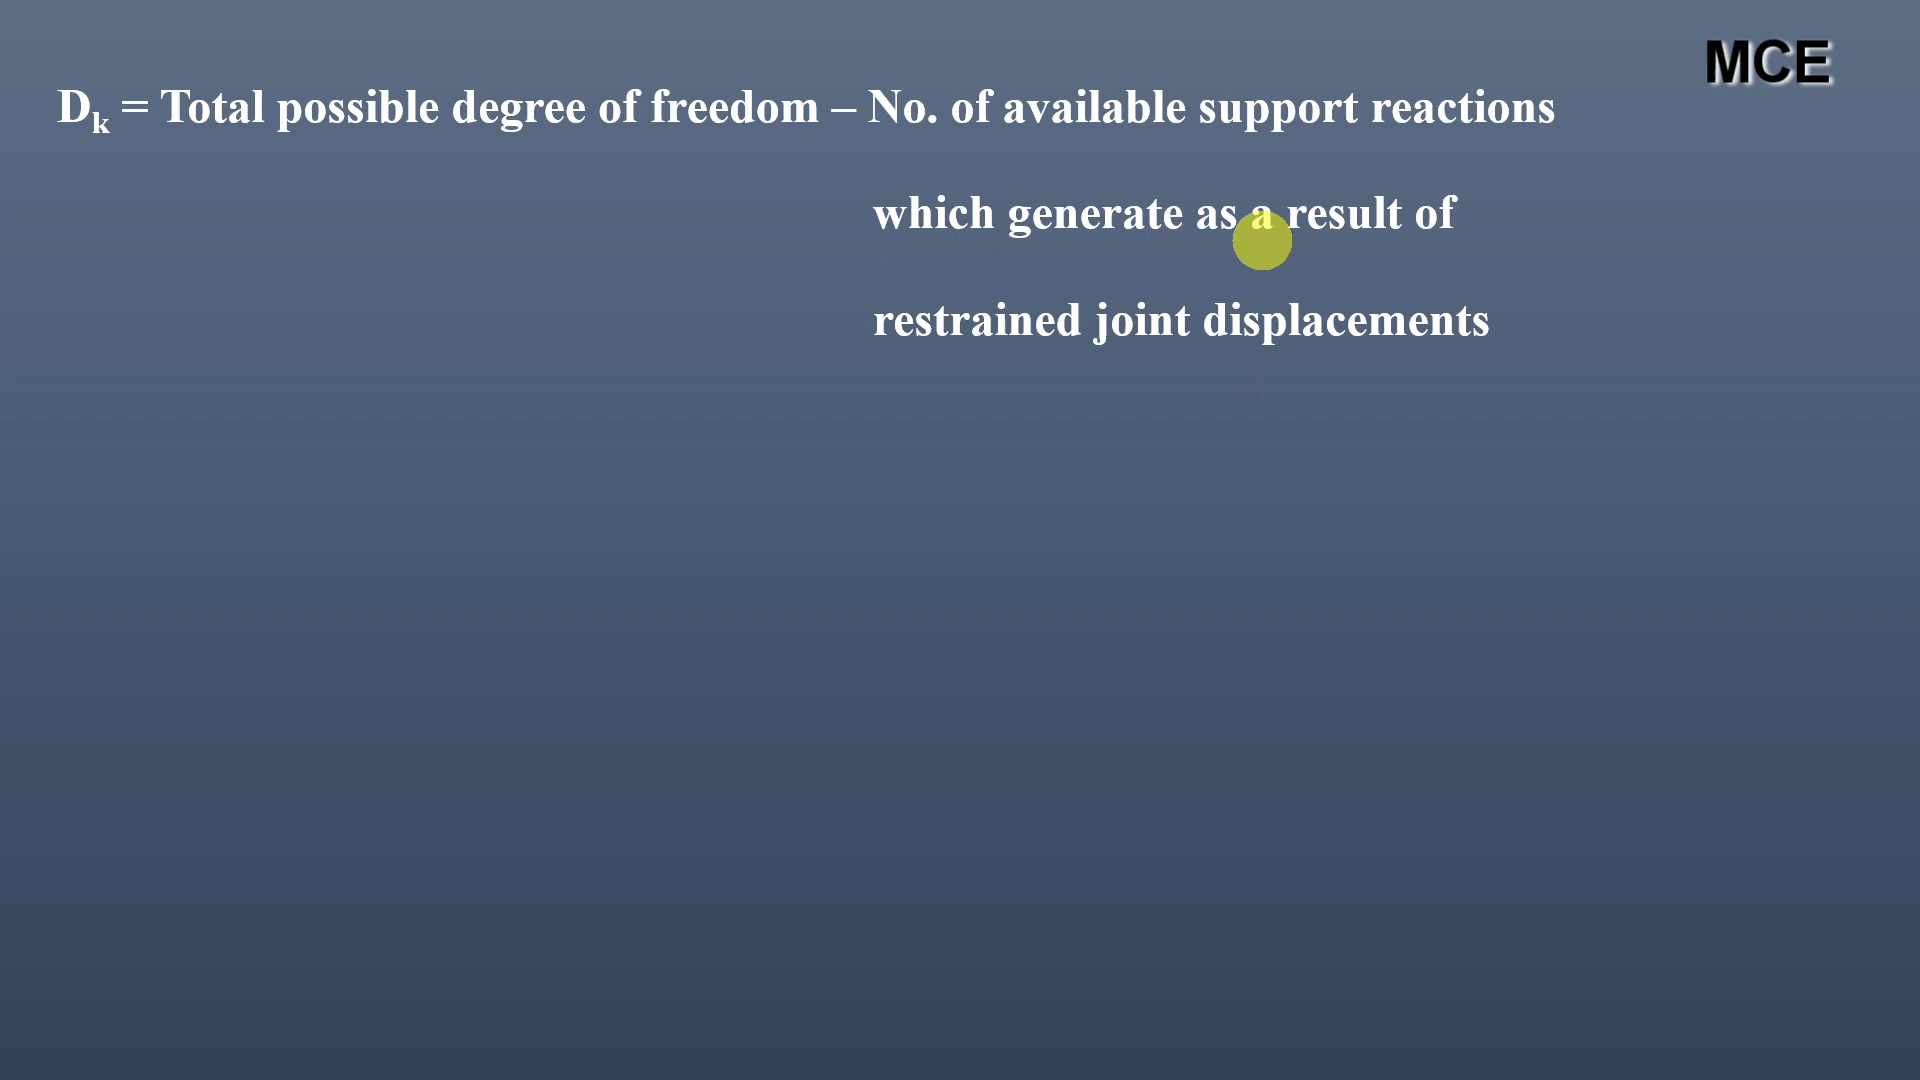 MCE
Dk = Total possible degree of freedom – No. of available support reactions
which generate as a result of
restrained joint displacements